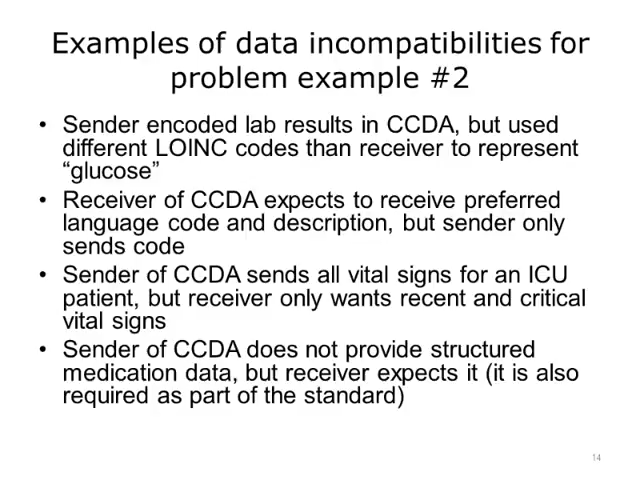 Examples of data incompatibilities for
problem example #2
• Sender encoded lab results in CCDA, but used
different LOINC codes than receiver to represent
“glucose”
• Receiver of CCDA expects to receive preferred
language code and description, but sender only
sends code
• Sender of CCDA sends all vital signs for an ICU
patient, but receiver only wants recent and critical
vital signs
• Sender of CCDA does not provide structured
medication data, but receiver expects it (it is also
required as part of the standard)
14